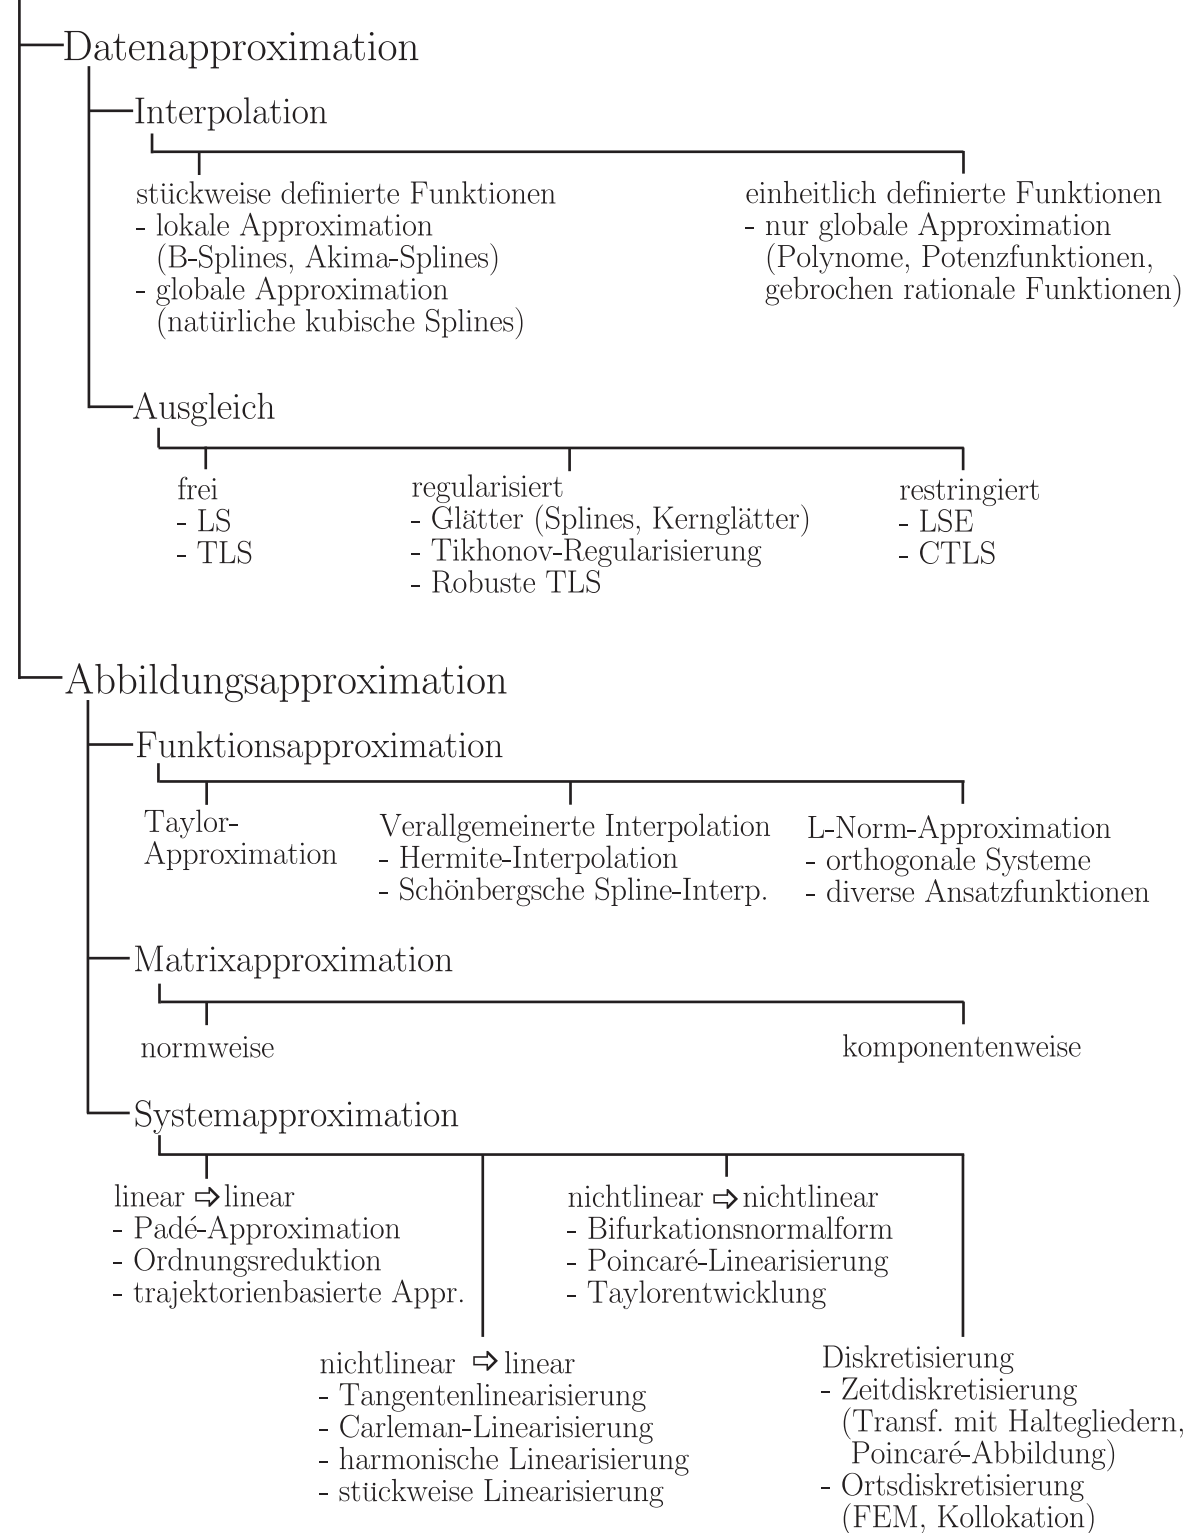 Datenapproximation
Interpolation
stückweise definierte Funktionen
- lokale Approximation
(B-Splines, Akima-Splines)
- globale Approximation
(natürliche kubische Splines)
einheitlich definierte Funktionen
- nur globale Approximation
(Polynome, Potenzfunktionen,
gebrochen rationale Funktionen)
Ausgleich
frei
- LS
- TLS
regularisiert
- Glätter (Splines, Kernglätter)
- Tikhonov-Regularisierung
- Robuste TLS
restringiert
- LSE
- CTLS
Abbildungsapproximation
Funktionsapproximation
Taylor-
Approximation
Verallgemeinerte Interpolation
- Hermite-Interpolation
- Schönbergsche Spline-Interp.
L-Norm-Approximation
- orthogonale Systeme
- diverse Ansatzfunktionen
Matrixapproximation
normweise
komponentenweise
Systemapproximation
linear ⇨ linear
- Padé-Approximation
- Ordnungsreduktion
- trajektorienbasierte Appr.
nichtlinear ⇨ nichtlinear
- Bifurkationsnormalform
- Poincaré-Linearisierung
- Taylorentwicklung
nichtlinear ⇨ linear
- Tangentenlinearisierung
- Carleman-Linearisierung
- harmonische Linearisierung
- stückweise Linearisierung
Diskretisierung
- Zeitdiskretisierung
(Transf. mit Haltegliedern,
Poincaré-Abbildung)
- Ortsdiskretisierung
(FEM, Kollokation)